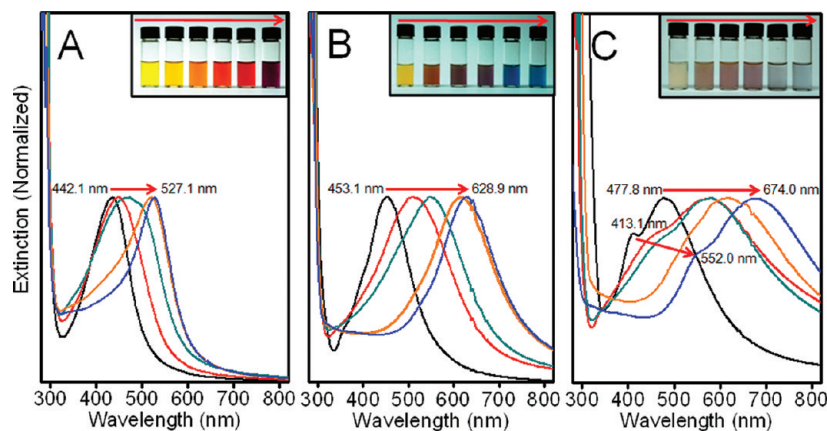 A
B
C
Extinction (Normalized)
442.1 nm
527.1 nm
453.1 nm
628.9 nm
477.8 nm
674.0 nm
413.1 nm
552.0 nm
300 400 500 600 700 800
300 400 500 600 700 800
300 400 500 600 700 800
Wavelength (nm)
Wavelength (nm)
Wavelength (nm)